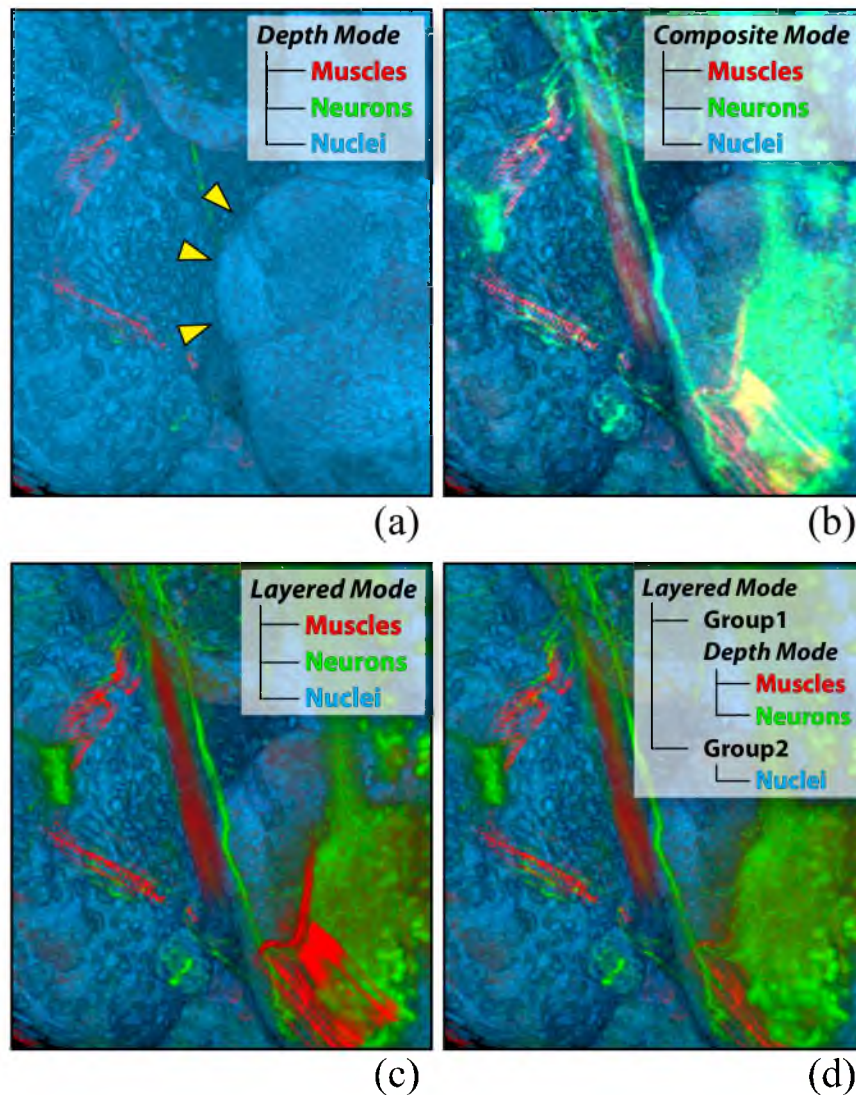 Depth Mode
Muscles
Neurons
Nuclei
(a)
Composite Mode
Muscles
Neurons
Nuclei
(b)
Layered Mode
Muscles
Neurons
Nuclei
(c)
Layered Mode
Group1
Depth Mode
Muscles
Neurons
Group2
Nuclei
(d)